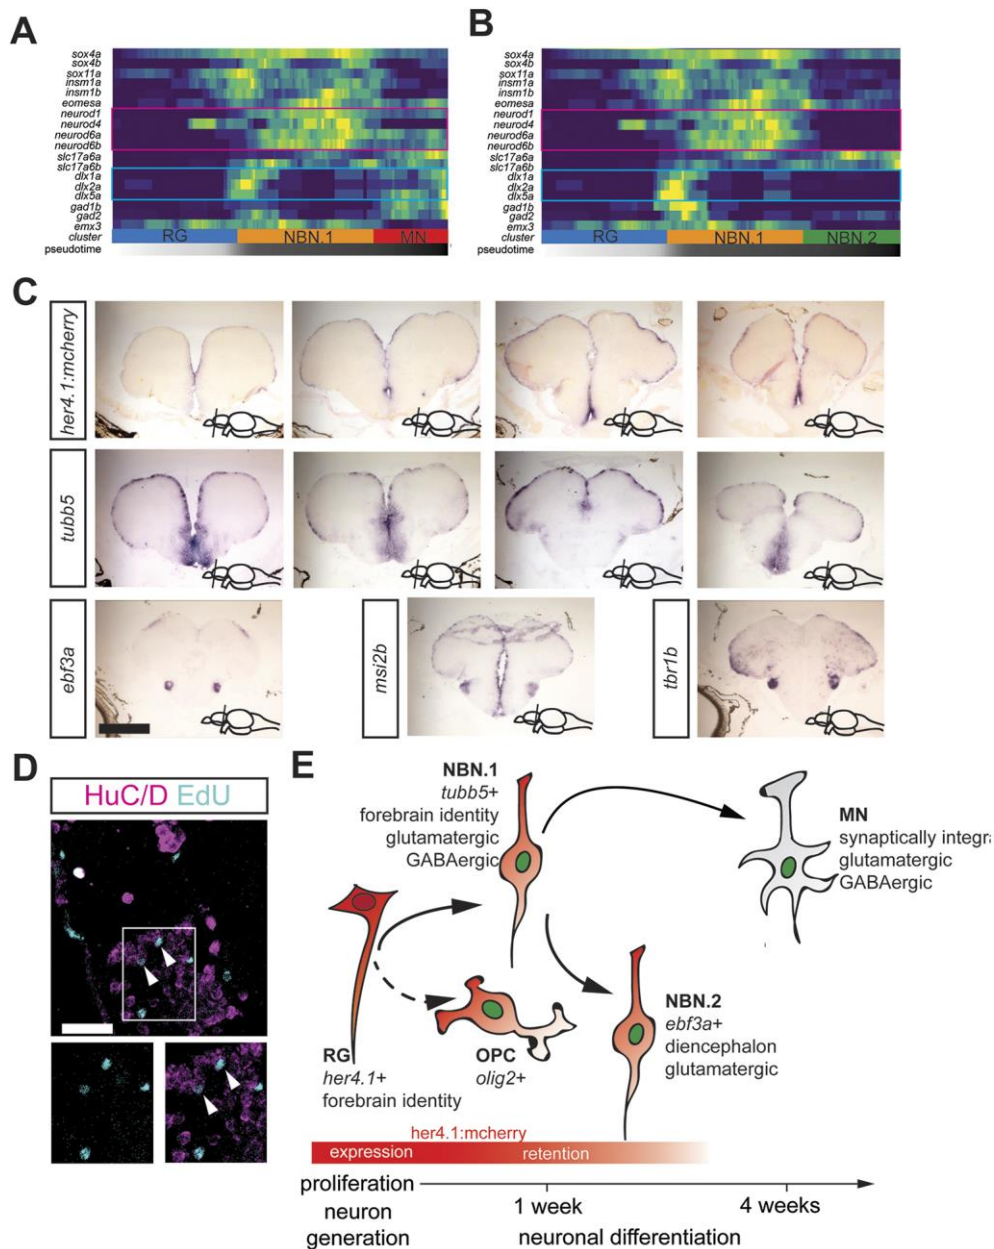 A
sox4a
sox4b
sox11a
insm1a
insm1b
eomesa
neurod1
neurod4
neurod6a
neurod6b
slc17a6a
slc17a6b
dlx1a
dlx2a
dlx5a
gad1b
gad2
emx3
cluster
pseudotime
RG
NBN.1
MN
B
sox4a
sox4b
sox11a
insm1a
insm1b
eomesa
neurod1
neurod4
neurod6a
neurod6b
slc17a6a
slc17a6b
dlx1a
dlx2a
dlx5a
gad1b
gad2
emx3
cluster
pseudotime
RG
NBN.1
NBN.2
C
her4.1:mcherry
tubb5
ebf3a
msi2b
tbr1b
D
HuC/D EdU
E
NBN.1
tubb5+
forebrain identity
glutamatergic
GABAergic
MN
synaptically integra
glutamatergic
GABAergic
RG
her4.1+
forebrain identity
OPC
olig2+
NBN.2
ebf3a+
diencephalon
glutamatergic
her4.1:mcherry
expression
retention
proliferation
neuron
generation
1 week
4 weeks
neuronal differentiation